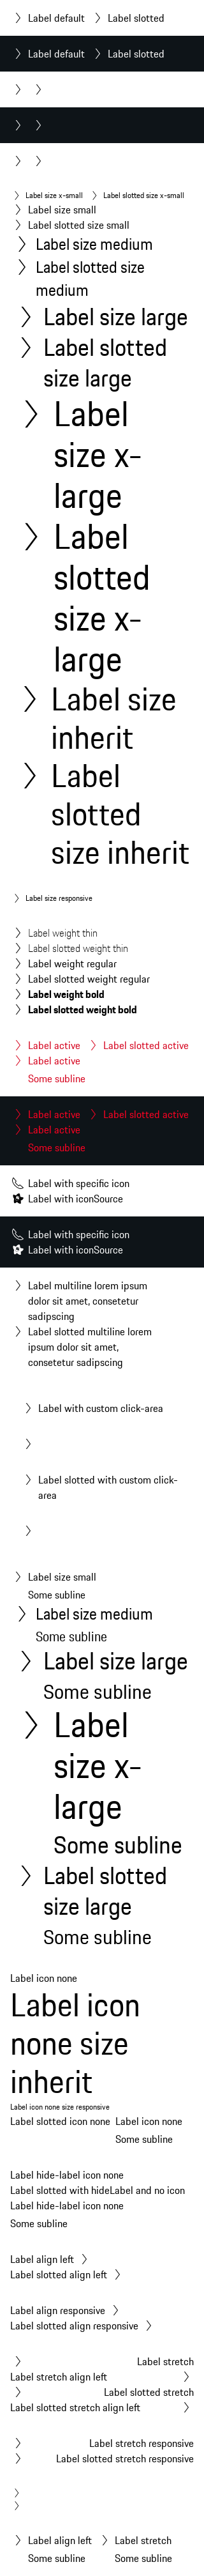 Label default Label slotted
Label default Label slotted
Label size x-small Label slotted size x-small
Label size small
Label slotted size small
Label size medium
Label slotted size
medium
Label size large
Label slotted
size large
Label
size x-
large
Label
slotted
size x-
large
Label size
inherit
Label
slotted
size inherit
Label size responsive
Label weight thin
Label slotted weight thin
Label weight regular
Label slotted weight regular
Label weight bold
Label slotted weight bold
Label active Label slotted active
Label active
Some subline
Label active Label slotted active
Label active
Some subline
Label with specific icon
Label with iconSource
Label with specific icon
Label with iconSource
Label multiline lorem ipsum
dolor sit amet, consetetur
sadipscing
Label slotted multiline lorem
ipsum dolor sit amet,
consetetur sadipscing
Label with custom click-area
Label slotted with custom click-
area
Label size small
Some subline
Label size medium
Some subline
Label size large
Some subline
Label
size x-
large
Some subline
Label slotted
size large
Some subline
Label icon none
Label icon
none size
inherit
Label icon none size responsive
Label slotted icon none Label icon none
Some subline
Label hide-label icon none
Label slotted with hideLabel and no icon
Label hide-label icon none
Some subline
Label align left
Label slotted align left
Label align responsive
Label slotted align responsive
Label stretch
Label stretch align left
Label slotted stretch
Label slotted stretch align left
Label stretch responsive
Label slotted stretch responsive
Label align left Label stretch
Some subline Some subline